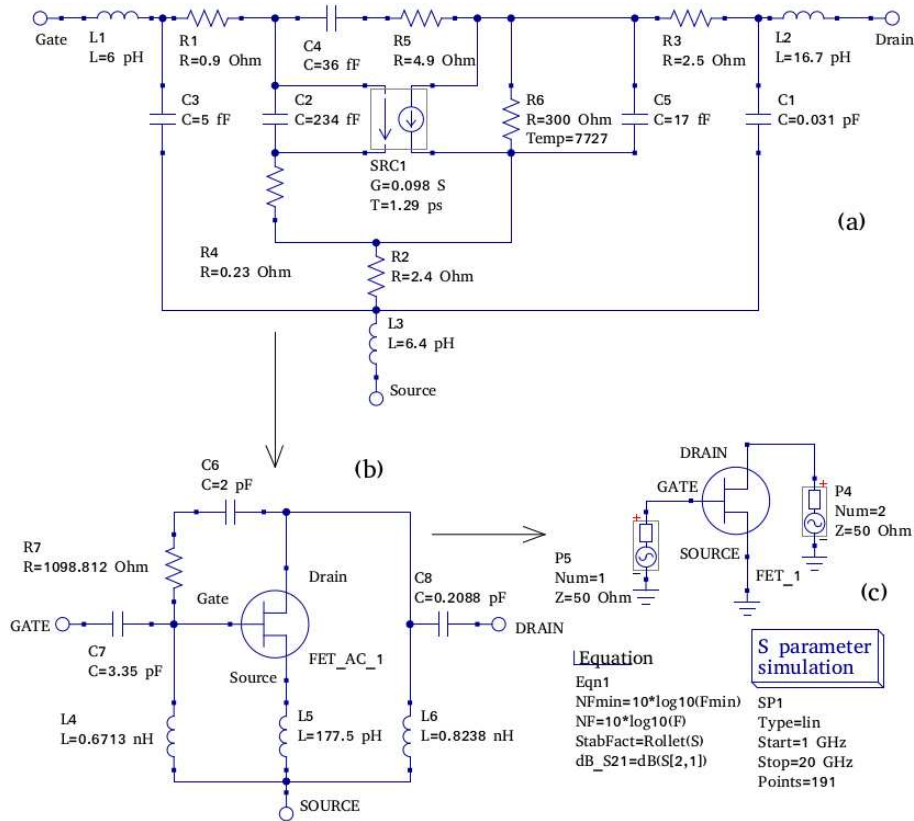 Gate
L1
L=6 pH
R1
R=0.9 Ohm
C4
C=36 fF
R5
R=4.9 Ohm
R3
R=2.5 Ohm
L2
L=16.7 pH
Drain
C3
C=5 fF
C2
C=234 fF
SRC1
G=0.098 S
T=1.29 ps
R6
R=300 Ohm
Temp=7727
C5
C=17 fF
C1
C=0.031 pF
(a)
R4
R=0.23 Ohm
R2
R=2.4 Ohm
L3
L=6.4 pH
Source
(b)
C6
C=2 pF
R7
R=1098.812 Ohm
Drain
Gate
C8
C=0.2088 pF
GATE
DRAIN
C7
C=3.35 pF
FET_AC_1
Source
L4
L=0.6713 nH
L5
L=177.5 pH
L6
L=0.8238 nH
SOURCE
DRAIN
GATE
P4
Num=2
Z=50 Ohm
+
-
+
-
P5
Num=1
Z=50 Ohm
SOURCE
FET_1
(c)
Equation
Eqn1
NFmin=10*log10(Fmin)
NF=10*log10(F)
StabFact=Rollet(S)
dB_S21=dB(S[2,1])
S parameter
simulation
SP1
Type=lin
Start=1 GHz
Stop=20 GHz
Points=191